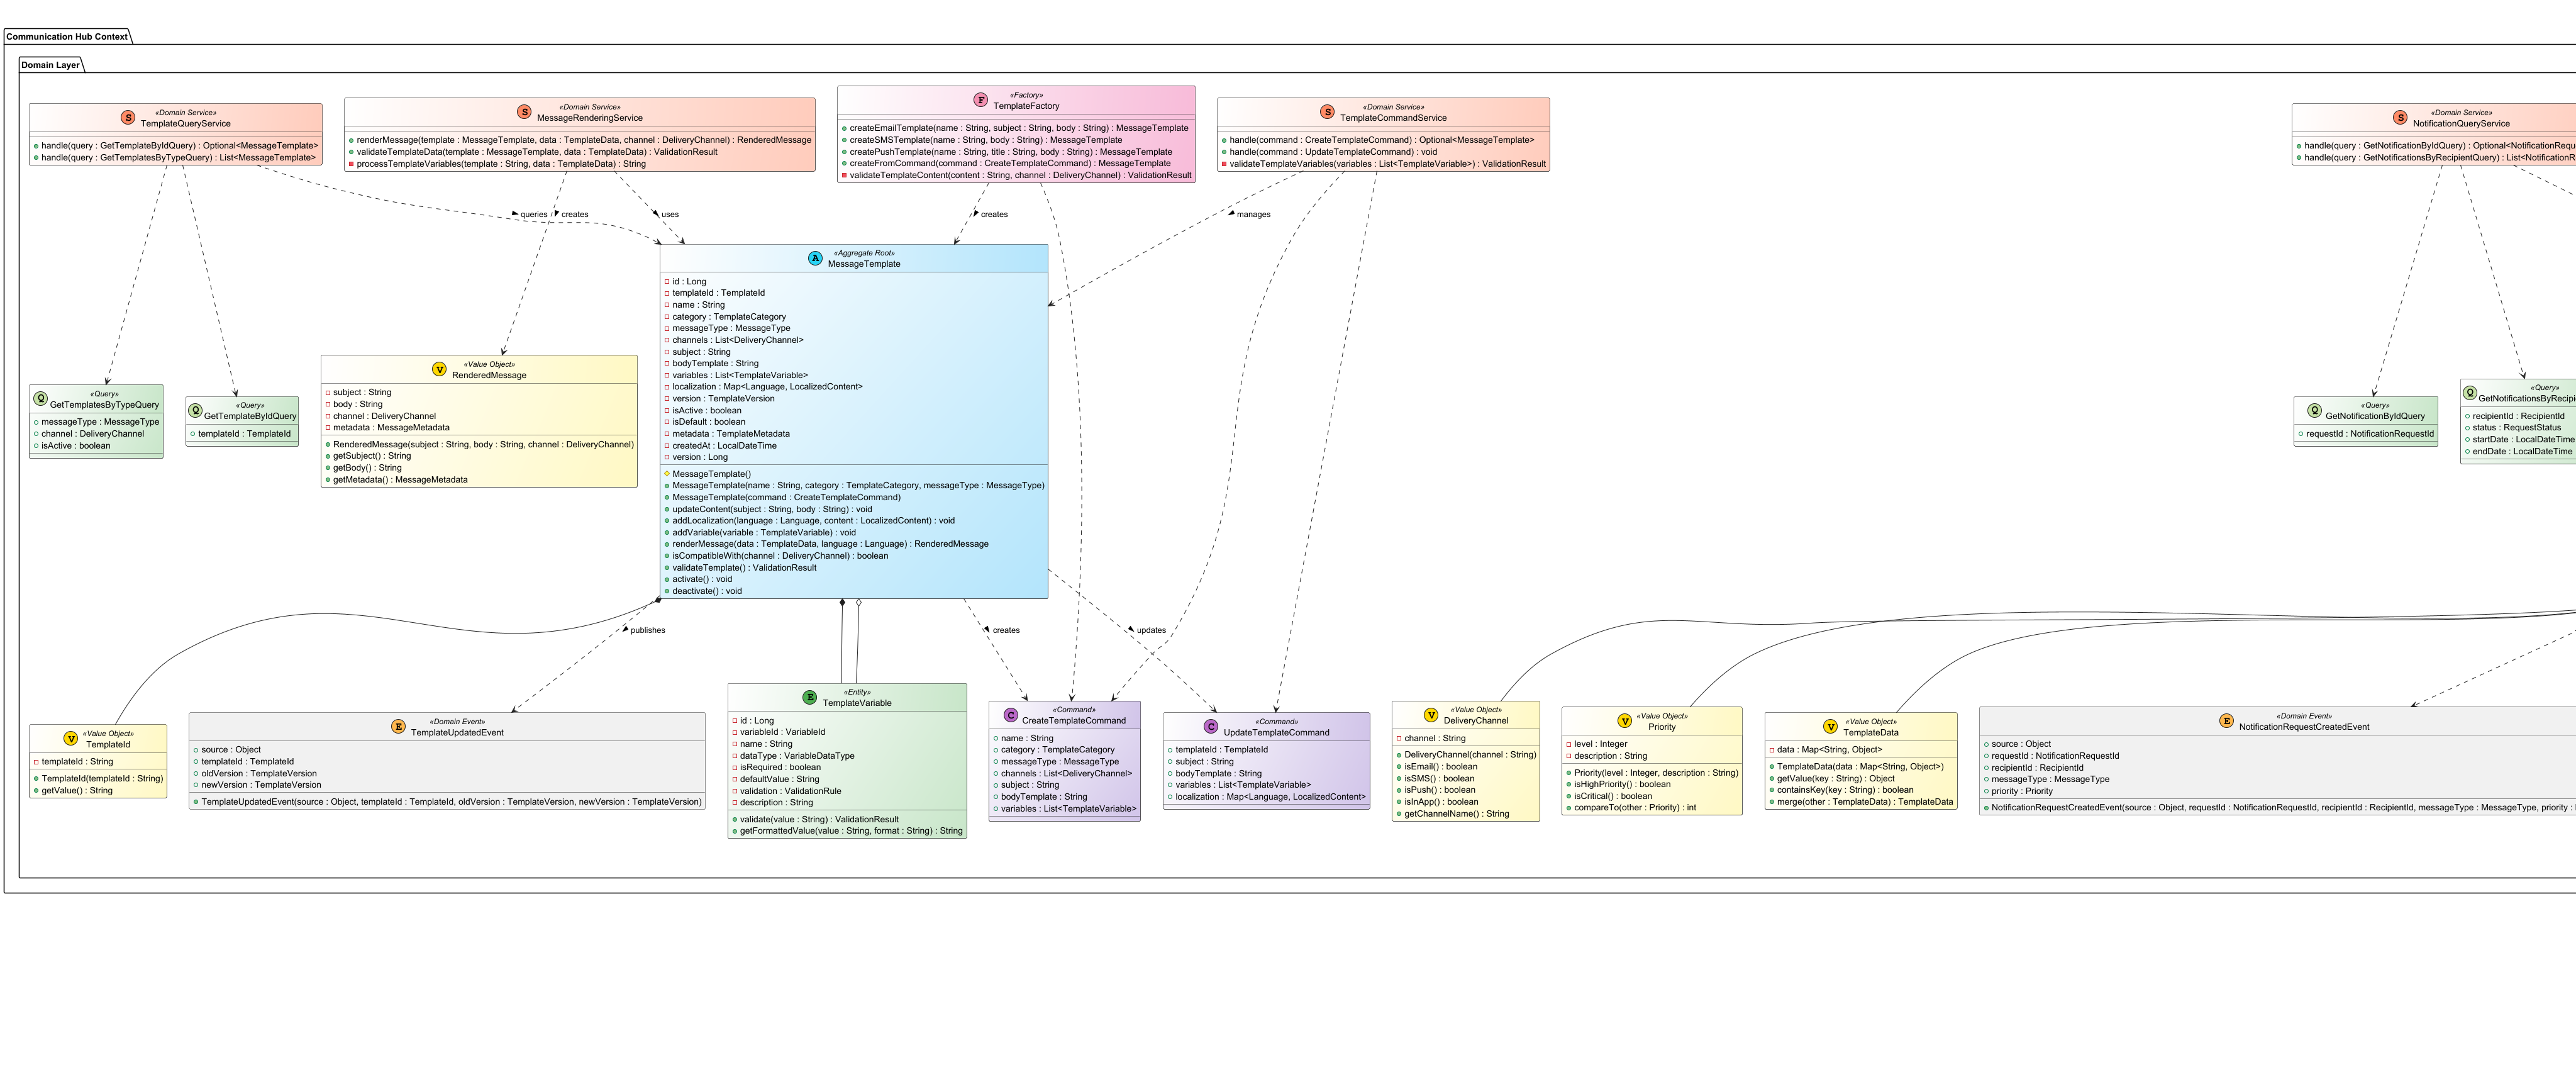 Communication Hub Context
Domain Layer
«Domain Service»
TemplateQueryService
handle(query : GetTemplateByIdQuery) : Optional<MessageTemplate>
handle(query : GetTemplatesByTypeQuery) : List<MessageTemplate>
«Domain Service»
MessageRenderingService
renderMessage(template : MessageTemplate, data : TemplateData, channel : DeliveryChannel) : RenderedMessage
validateTemplateData(template : MessageTemplate, data : TemplateData) : ValidationResult
processTemplateVariables(template : String, data : TemplateData) : String
«Factory»
TemplateFactory
createEmailTemplate(name : String, subject : String, body : String) : MessageTemplate
createSMSTemplate(name : String, body : String) : MessageTemplate
createPushTemplate(name : String, title : String, body : String) : MessageTemplate
createFromCommand(command : CreateTemplateCommand) : MessageTemplate
validateTemplateContent(content : String, channel : DeliveryChannel) : ValidationResult
«Domain Service»
TemplateCommandService
handle(command : CreateTemplateCommand) : Optional<MessageTemplate>
handle(command : UpdateTemplateCommand) : void
validateTemplateVariables(variables : List<TemplateVariable>) : ValidationResult
«Domain Service»
NotificationQueryService
handle(query : GetNotificationByIdQuery) : Optional<NotificationRequ
handle(query : GetNotificationsByRecipientQuery) : List<NotificationR
queries
creates
uses
creates
manages
«Aggregate Root»
MessageTemplate
id : Long
templateId : TemplateId
name : String
category : TemplateCategory
messageType : MessageType
channels : List<DeliveryChannel>
subject : String
bodyTemplate : String
variables : List<TemplateVariable>
localization : Map<Language, LocalizedContent>
version : TemplateVersion
isActive : boolean
isDefault : boolean
metadata : TemplateMetadata
createdAt : LocalDateTime
version : Long
MessageTemplate()
MessageTemplate(name : String, category : TemplateCategory, messageType : MessageType)
MessageTemplate(command : CreateTemplateCommand)
updateContent(subject : String, body : String) : void
addLocalization(language : Language, content : LocalizedContent) : void
addVariable(variable : TemplateVariable) : void
renderMessage(data : TemplateData, language : Language) : RenderedMessage
isCompatibleWith(channel : DeliveryChannel) : boolean
validateTemplate() : ValidationResult
activate() : void
deactivate() : void
«Query»
GetTemplatesByTypeQuery
messageType : MessageType
channel : DeliveryChannel
isActive : boolean
«Query»
GetTemplateByIdQuery
templateId : TemplateId
«Value Object»
RenderedMessage
subject : String
body : String
channel : DeliveryChannel
metadata : MessageMetadata
RenderedMessage(subject : String, body : String, channel : DeliveryChannel)
getSubject() : String
getBody() : String
getMetadata() : MessageMetadata
«Query»
GetNotificationByIdQuery
requestId : NotificationRequestId
«Query»
GetNotificationsByRecipi
recipientId : RecipientId
status : RequestStatus
startDate : LocalDateTime
endDate : LocalDateTime
publishes
creates
updates
«Value Object»
TemplateId
templateId : String
TemplateId(templateId : String)
getValue() : String
«Domain Event»
TemplateUpdatedEvent
source : Object
templateId : TemplateId
oldVersion : TemplateVersion
newVersion : TemplateVersion
TemplateUpdatedEvent(source : Object, templateId : TemplateId, oldVersion : TemplateVersion, newVersion : TemplateVersion)
«Entity»
TemplateVariable
id : Long
variableId : VariableId
name : String
dataType : VariableDataType
isRequired : boolean
defaultValue : String
validation : ValidationRule
description : String
validate(value : String) : ValidationResult
getFormattedValue(value : String, format : String) : String
«Command»
CreateTemplateCommand
name : String
category : TemplateCategory
messageType : MessageType
channels : List<DeliveryChannel>
subject : String
bodyTemplate : String
variables : List<TemplateVariable>
«Command»
UpdateTemplateCommand
templateId : TemplateId
subject : String
bodyTemplate : String
variables : List<TemplateVariable>
localization : Map<Language, LocalizedContent>
«Value Object»
DeliveryChannel
channel : String
DeliveryChannel(channel : String)
isEmail() : boolean
isSMS() : boolean
isPush() : boolean
isInApp() : boolean
getChannelName() : String
«Value Object»
Priority
level : Integer
description : String
Priority(level : Integer, description : String)
isHighPriority() : boolean
isCritical() : boolean
compareTo(other : Priority) : int
«Value Object»
TemplateData
data : Map<String, Object>
TemplateData(data : Map<String, Object>)
getValue(key : String) : Object
containsKey(key : String) : boolean
merge(other : TemplateData) : TemplateData
«Domain Event»
NotificationRequestCreatedEvent
source : Object
requestId : NotificationRequestId
recipientId : RecipientId
messageType : MessageType
priority : Priority
NotificationRequestCreatedEvent(source : Object, requestId : NotificationRequestId, recipientId : RecipientId, messageType : MessageType, priority :